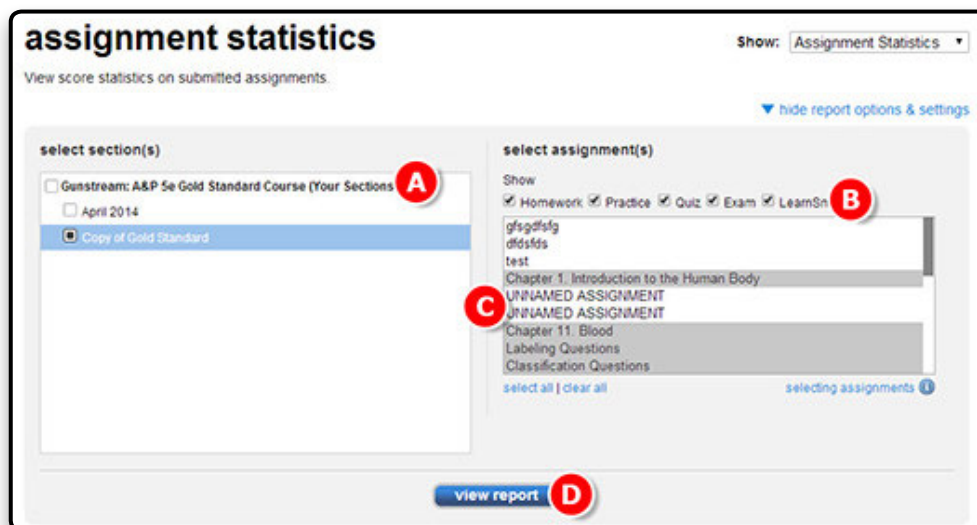 assignment statistics
Show: Assignment Statistics
View score statistics on submitted assignments.
hide report options & settings
select section(s)
Gunstream: A&P 5e Gold Standard Course (Your Sections
A
April 2014
Copy of Gold Standard
select assignment(s)
Show
Homework Practice Quiz Exam LearnSn
B
gfsgdfsfg
dfdsfds
test
Chapter 1. Introduction to the Human Body
C
UNNAMED ASSIGNMENT
UNNAMED ASSIGNMENT
Chapter 11. Blood
Labeling Questions
Classification Questions
select all | clear all
selecting assignments i
view report
D